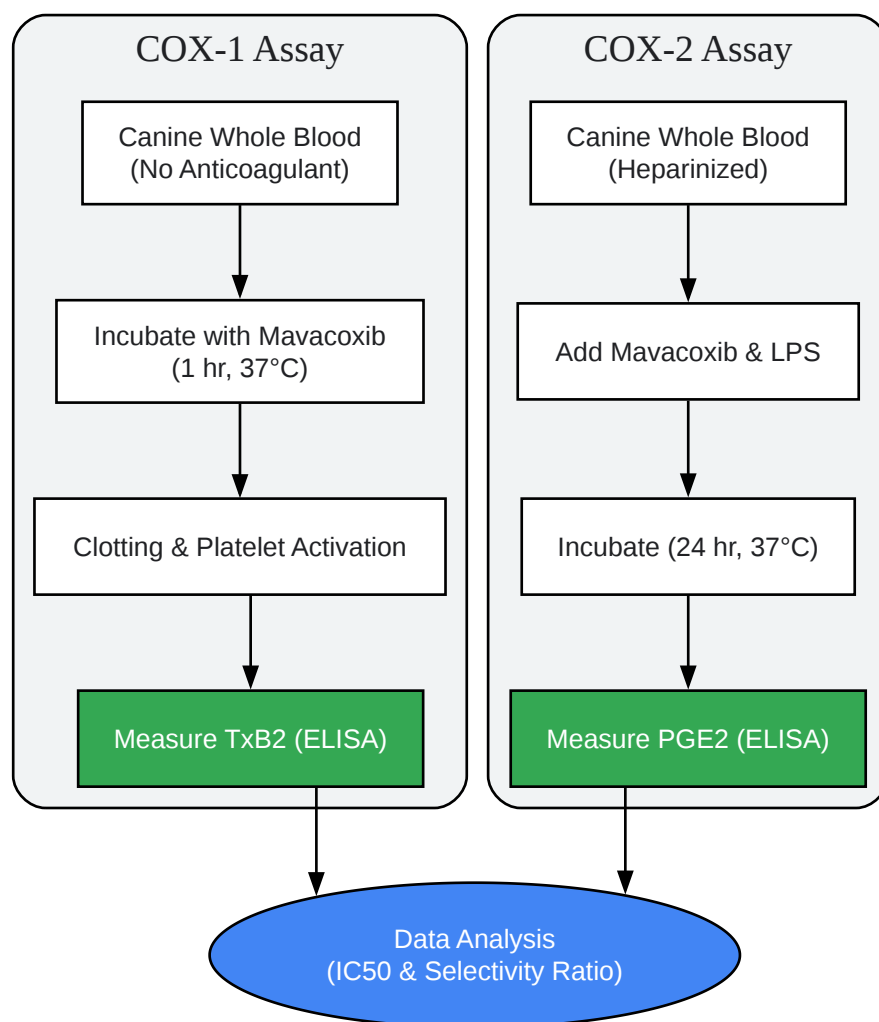 COX-1 Assay
Canine Whole Blood
(No Anticoagulant)
Incubate with Mavacoxib
(1 hr, 37°C)
Clotting & Platelet Activation
Measure TxB2 (ELISA)
COX-2 Assay
Canine Whole Blood
(Heparinized)
Add Mavacoxib & LPS
Incubate (24 hr, 37°C)
Measure PGE2 (ELISA)
Data Analysis
(IC50 & Selectivity Ratio)